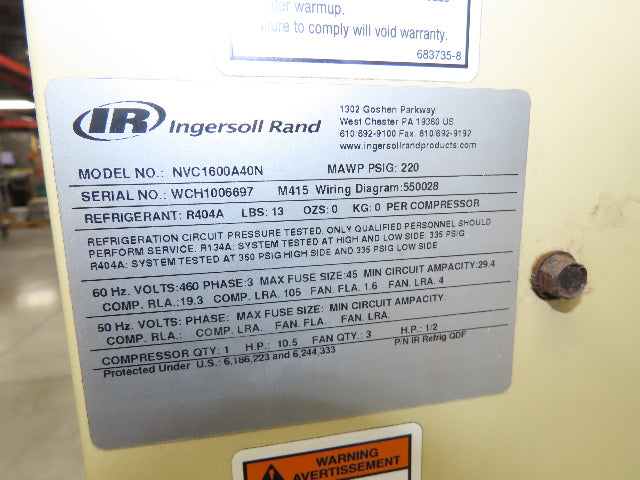 ter warmup.
ure to comply will void warranty.
683735-8
IR Ingersoll Rand
1302 Goshen Parkway
West Chester PA 19380 US
610/692-9100 Fax 610/692-9192
www.ingersollrandproducts.com
MODEL NO.: NVC1600A40N MAWP PSIG: 220
SERIAL NO.: WCH1006697 M415 Wiring Diagram:550028
REFRIGERANT: R404A LBS: 13 OZS: 0 KG: 0 PER COMPRESSOR
REFRIGERATION CIRCUIT PRESSURE TESTED. ONLY QUALIFIED PERSONNEL SHOULD
PERFORM SERVICE. R134A: SYSTEM TESTED AT HIGH AND LOW SIDE: 335 PSIG
R404A: SYSTEM TESTED AT 350 PSIG HIGH SIDE AND 335 PSIG LOW SIDE
60 Hz. VOLTS:460 PHASE:3 MAX FUSE SIZE:45 MIN CIRCUIT AMPACITY:29.4
COMP. RLA.:19.3 COMP. LRA. 105 FAN. FLA. 1.6 FAN. LRA. 4
50 Hz. VOLTS: PHASE: MAX FUSE SIZE: MIN CIRCUIT AMPACITY:
COMP. RLA.: COMP. LRA. FAN. FLA. FAN. LRA.
COMPRESSOR QTY: 1 H.P.: 10.5 FAN QTY.: 3 H.P.: 1/2
Protected Under U.S.: 6,186,223 and 6,244,333 P/N IR Refrig QDF
WARNING
AVERTISSEMENT